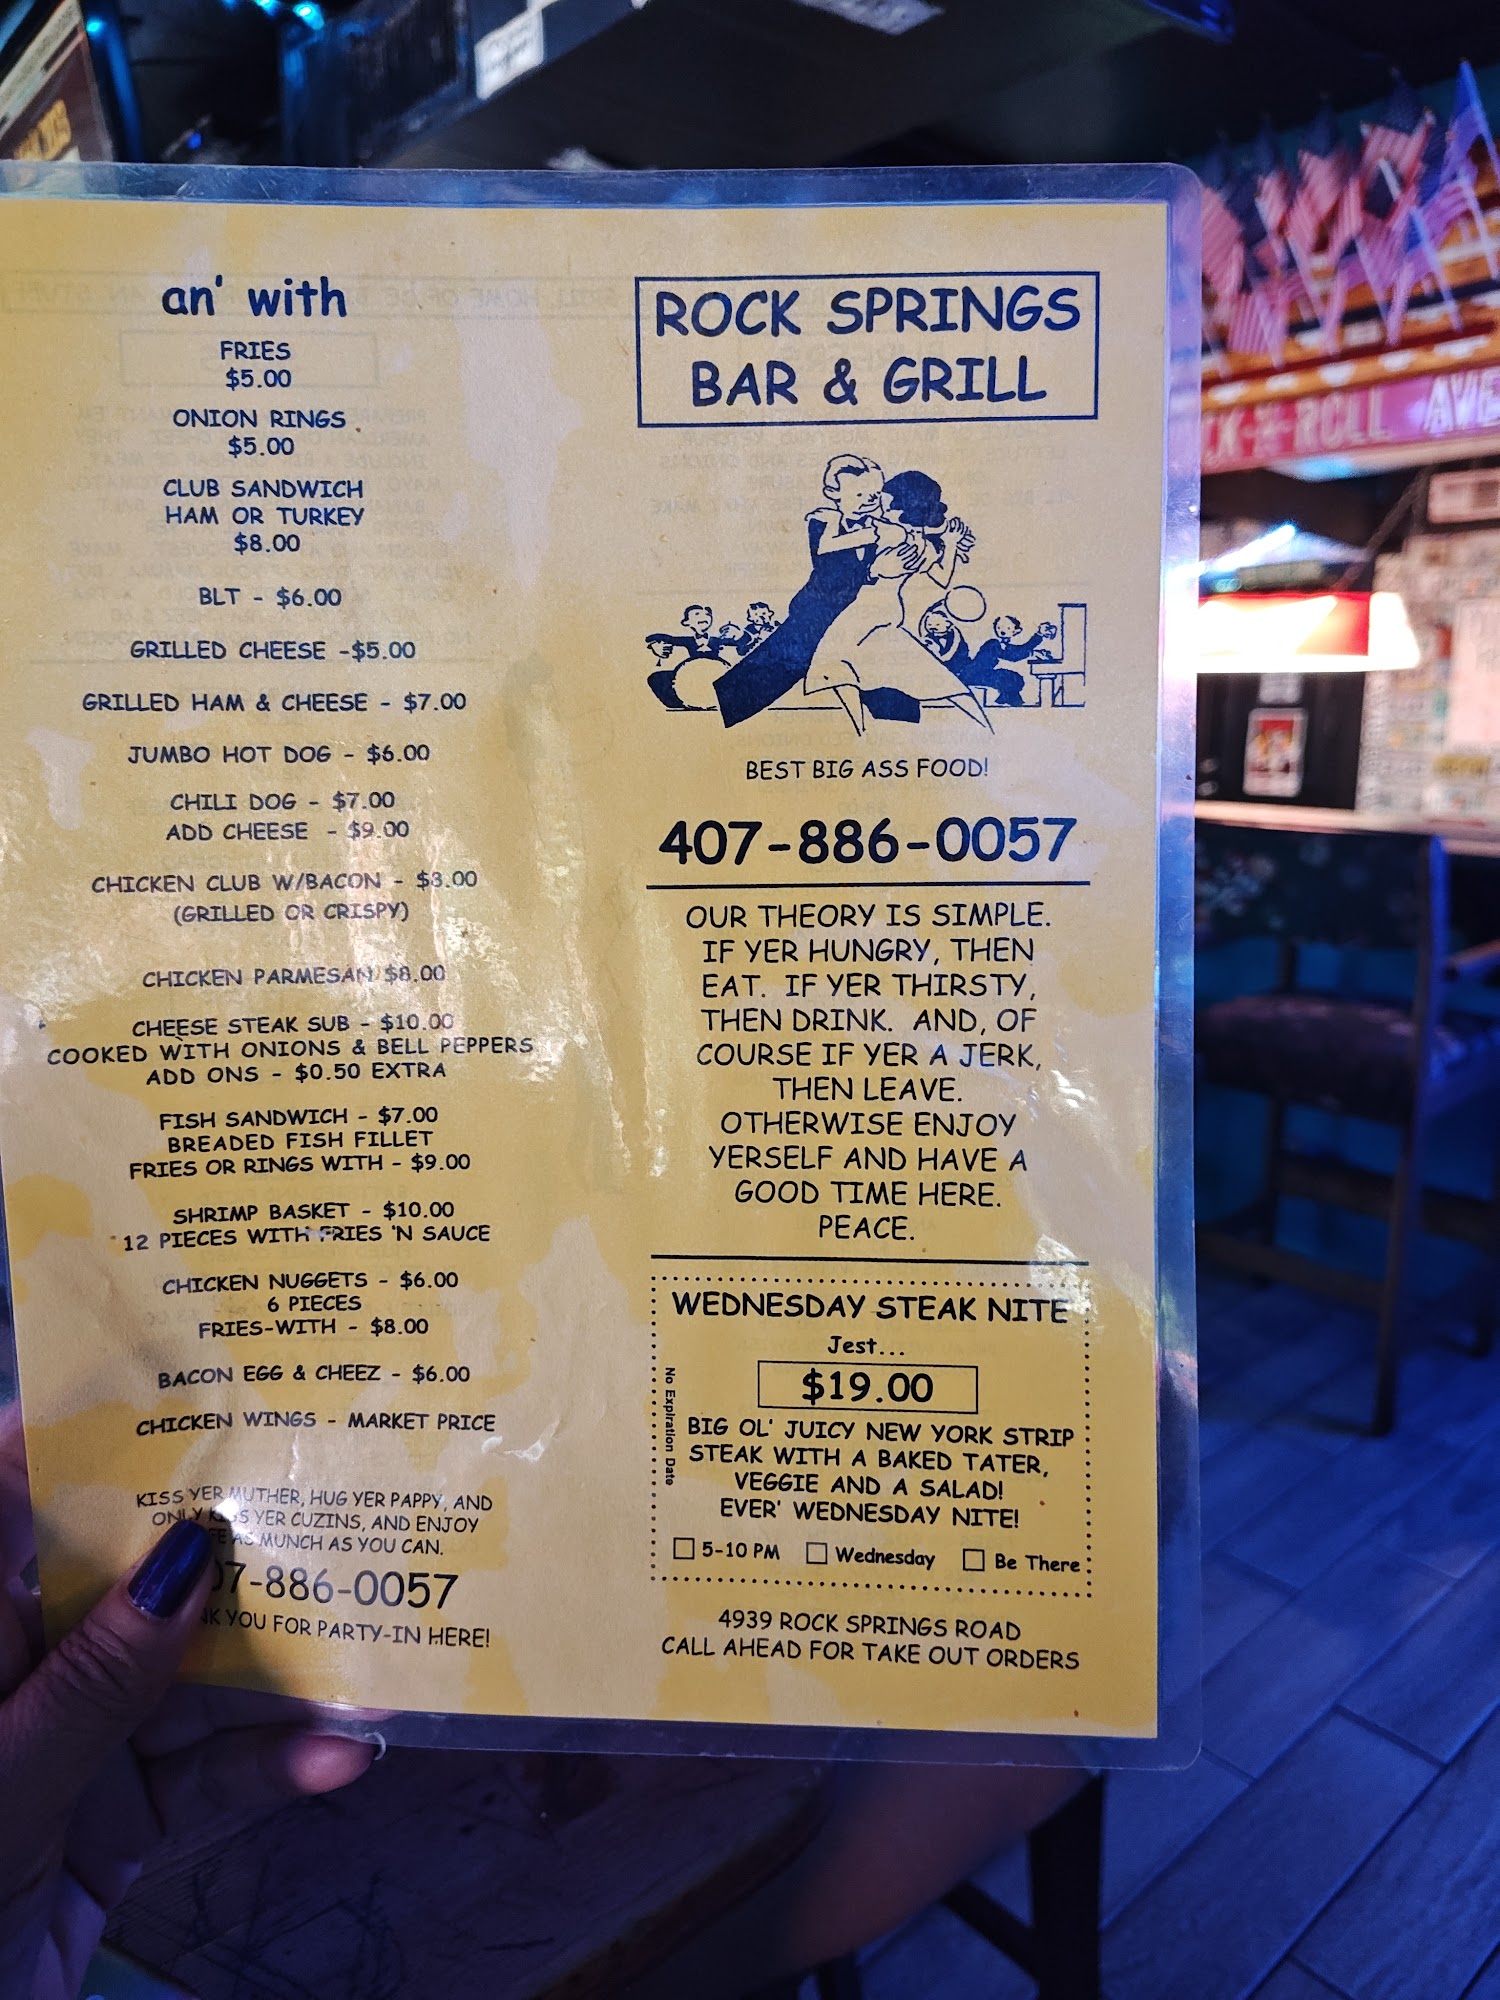 an' with
FRIES
$5.00
ONION RINGS
$5.00
CLUB SANDWICH
HAM OR TURKEY
$8.00
BLT - $6.00
GRILLED CHEESE -$5.00
GRILLED HAM & CHEESE - $7.00
JUMBO HOT DOG - $6.00
CHILI DOG - $7.00
ADD CHEESE - $9.00
CHICKEN CLUB W/BACON -
(GRILLED OR CRISPY)
CHICKEN PARMESAN $8.00
CHEESE STEAK SUB - $10.00
COOKED WITH ONIONS & BELL PEPPERS
ADD ONS - $0.50 EXTRA
FISH SANDWICH - $7.00
BREADED FISH FILLET
FRIES OR RINGS WITH - $9.00
SHRIMP BASKET - $10.00
12 PIECES WITH FRIES 'N SAUCE
CHICKEN NUGGETS - $6.00
6 PIECES
FRIES-WITH - $8.00
BACON EGG & CHEEZ - $6.00
CHICKEN WINGS - MARKET PRICE
KISS YER MUTHER, HUG YER PAPPY, AND
ONLY KISS YER CUZINS, AND ENJOY
AS MUNCH AS YOU CAN.
07-886-0057
YOU FOR PARTY-IN HERE!
ROCK SPRINGS
BAR & GRILL
BEST BIG ASS FOOD!
407-886-0057
OUR THEORY IS SIMPLE.
IF YER HUNGRY, THEN
EAT. IF YER THIRSTY,
THEN DRINK. AND, OF
COURSE IF YER A JERK,
THEN LEAVE.
OTHERWISE ENJOY
YERSELF AND HAVE A
GOOD TIME HERE.
PEACE.
WEDNESDAY STEAK NITE
Jest...
$19.00
No Expiration Date
BIG OL' JUICY NEW YORK STRIP
STEAK WITH A BAKED TATER,
VEGGIE AND A SALAD!
EVER' WEDNESDAY NITE!
5-10 PM Wednesday Be There
4939 ROCK SPRINGS ROAD
CALL AHEAD FOR TAKE OUT ORDERS
CK-N-ROLL AVE